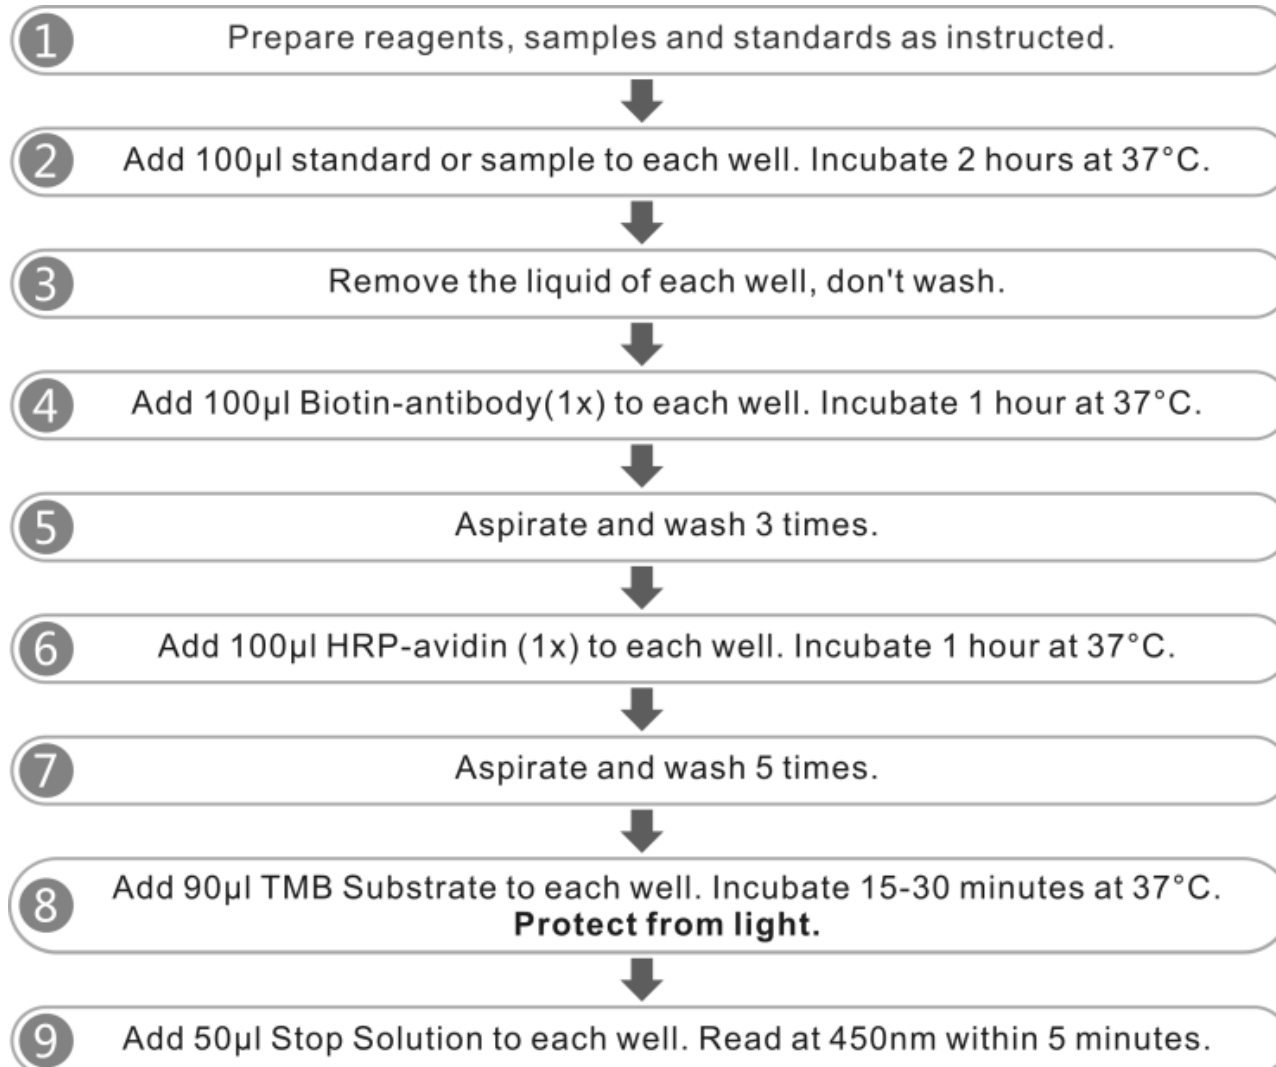 1 Prepare reagents, samples and standards as instructed.
2 Add 100µl standard or sample to each well. Incubate 2 hours at 37°C.
3 Remove the liquid of each well, don't wash.
4 Add 100µl Biotin-antibody(1x) to each well. Incubate 1 hour at 37°C.
5 Aspirate and wash 3 times.
6 Add 100µl HRP-avidin (1x) to each well. Incubate 1 hour at 37°C.
7 Aspirate and wash 5 times.
8 Add 90µl TMB Substrate to each well. Incubate 15-30 minutes at 37°C.
Protect from light.
9 Add 50µl Stop Solution to each well. Read at 450nm within 5 minutes.